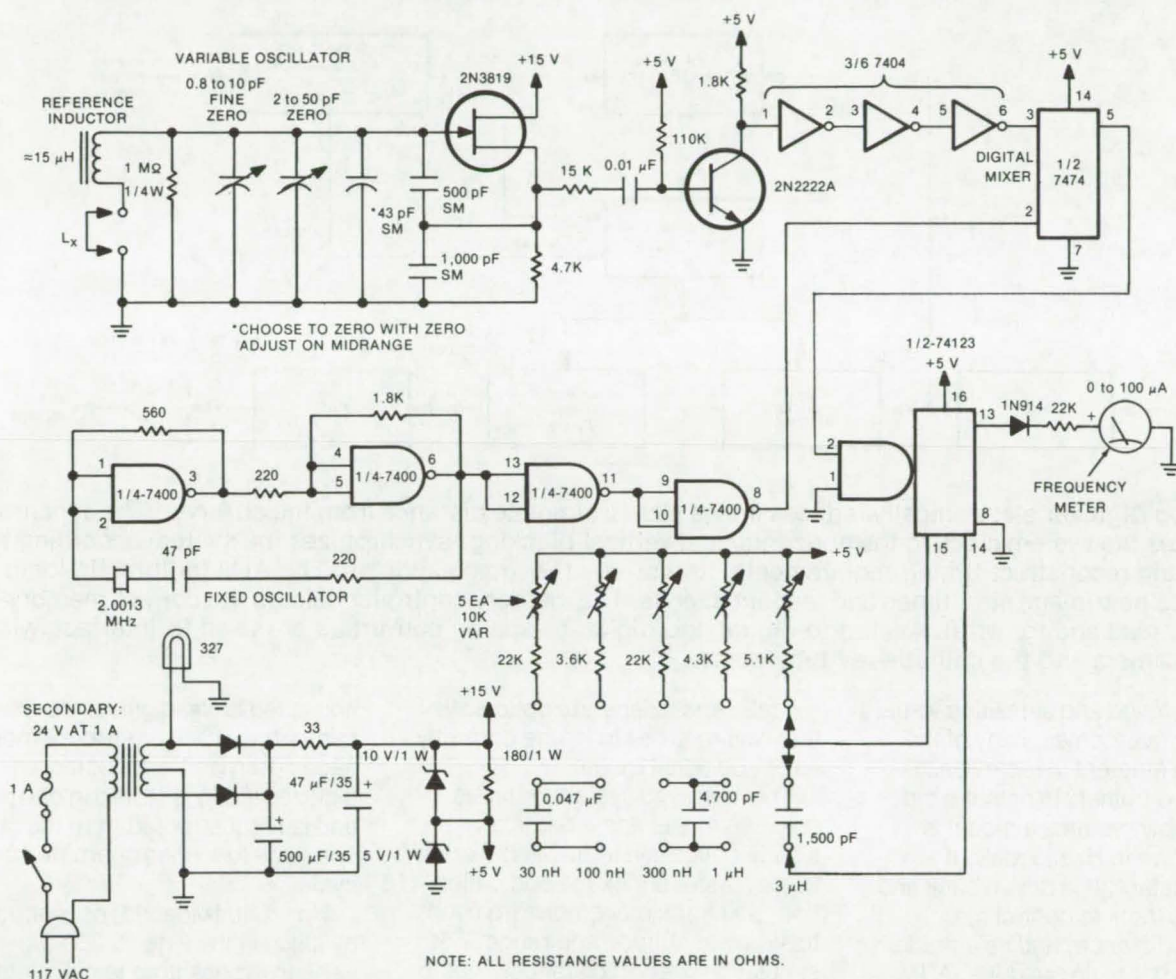 VARIABLE OSCILLATOR
REFERENCE
INDUCTOR
≈15 μH
LX
1 MΩ
1/4W
0.8 to 10 pF
FINE
ZERO
2 to 50 pF
ZERO
*43 pF
SM
500 pF
SM
1,000 pF
SM
2N3819
+15 V
4.7K
15 K
0.01 μF
+5 V
110K
+5 V
1.8K
2N2222A
3/6 7404
1
2
3
4
5
6
DIGITAL
MIXER
+5 V
14
3
5
1/2
7474
2
7
*CHOOSE TO ZERO WITH ZERO
ADJUST ON MIDRANGE
560
1
2
1/4-7400
3
220
1.8K
4
5
1/4-7400
6
13
12
1/4-7400
11
9
10
1/4-7400
8
2.0013
MHz
47 pF
220
FIXED OSCILLATOR
1/2-74123
+5 V
16
13
2
1
8
15
14
1N914
22K
0 to 100 μA
+
FREQUENCY
METER
+5 V
5 EA
10K
VAR
22K
3.6K
22K
4.3K
5.1K
0.047 μF
4,700 pF
1,500 pF
30 nH
100 nH
300 nH
1 μH
3 μH
327
SECONDARY:
24 V AT 1 A
1 A
117 VAC
33
47 μF/35
+
500 μF/35
+
10 V/1 W
5 V/1 W
+15 V
180/1 W
+5 V
NOTE: ALL RESISTANCE VALUES ARE IN OHMS.